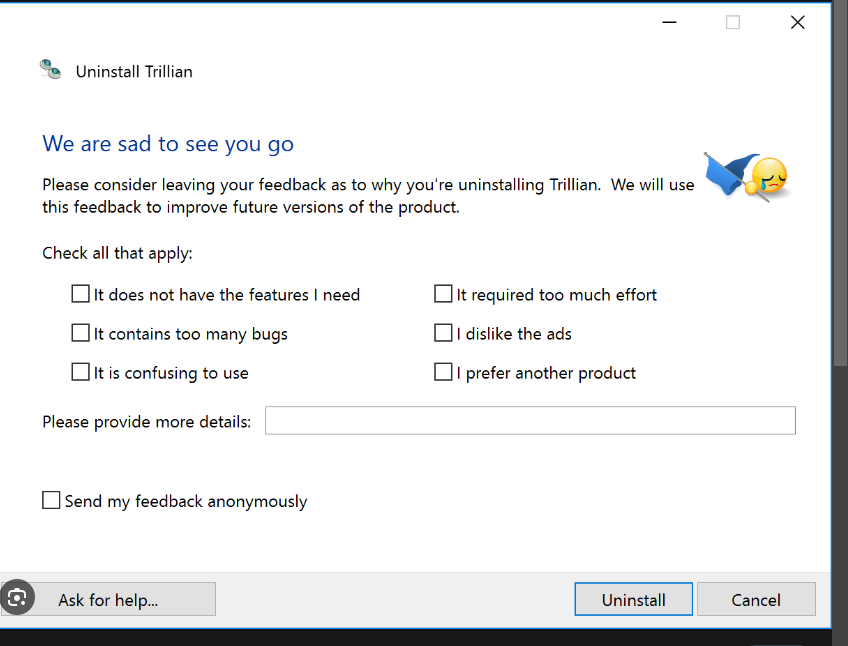 Uninstall Trillian
We are sad to see you go
Please consider leaving your feedback as to why you're uninstalling Trillian.  We will use
this feedback to improve future versions of the product.
Check all that apply:
It does not have the features I need
It required too much effort
It contains too many bugs
I dislike the ads
It is confusing to use
I prefer another product
Please provide more details:
Send my feedback anonymously
Ask for help...
Uninstall
Cancel